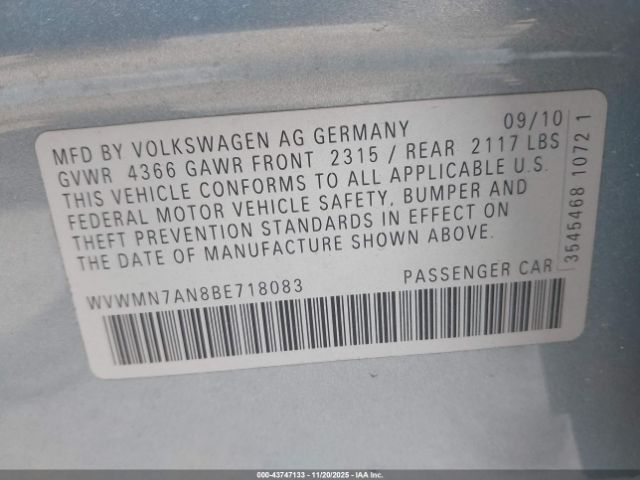 MFD BY VOLKSWAGEN AG GERMANY 09/10
GVWR 4366 GAWR FRONT 2315 / REAR 2117 LBS
THIS VEHICLE CONFORMS TO ALL APPLICABLE U.S.
FEDERAL MOTOR VEHICLE SAFETY, BUMPER AND
THEFT PREVENTION STANDARDS IN EFFECT ON
THE DATE OF MANUFACTURE SHOWN ABOVE.
WVWMN7AN8BE718083 PASSENGER CAR
3545468 1072 1
000-43747133 - 11/20/2025 - IAA, Inc.